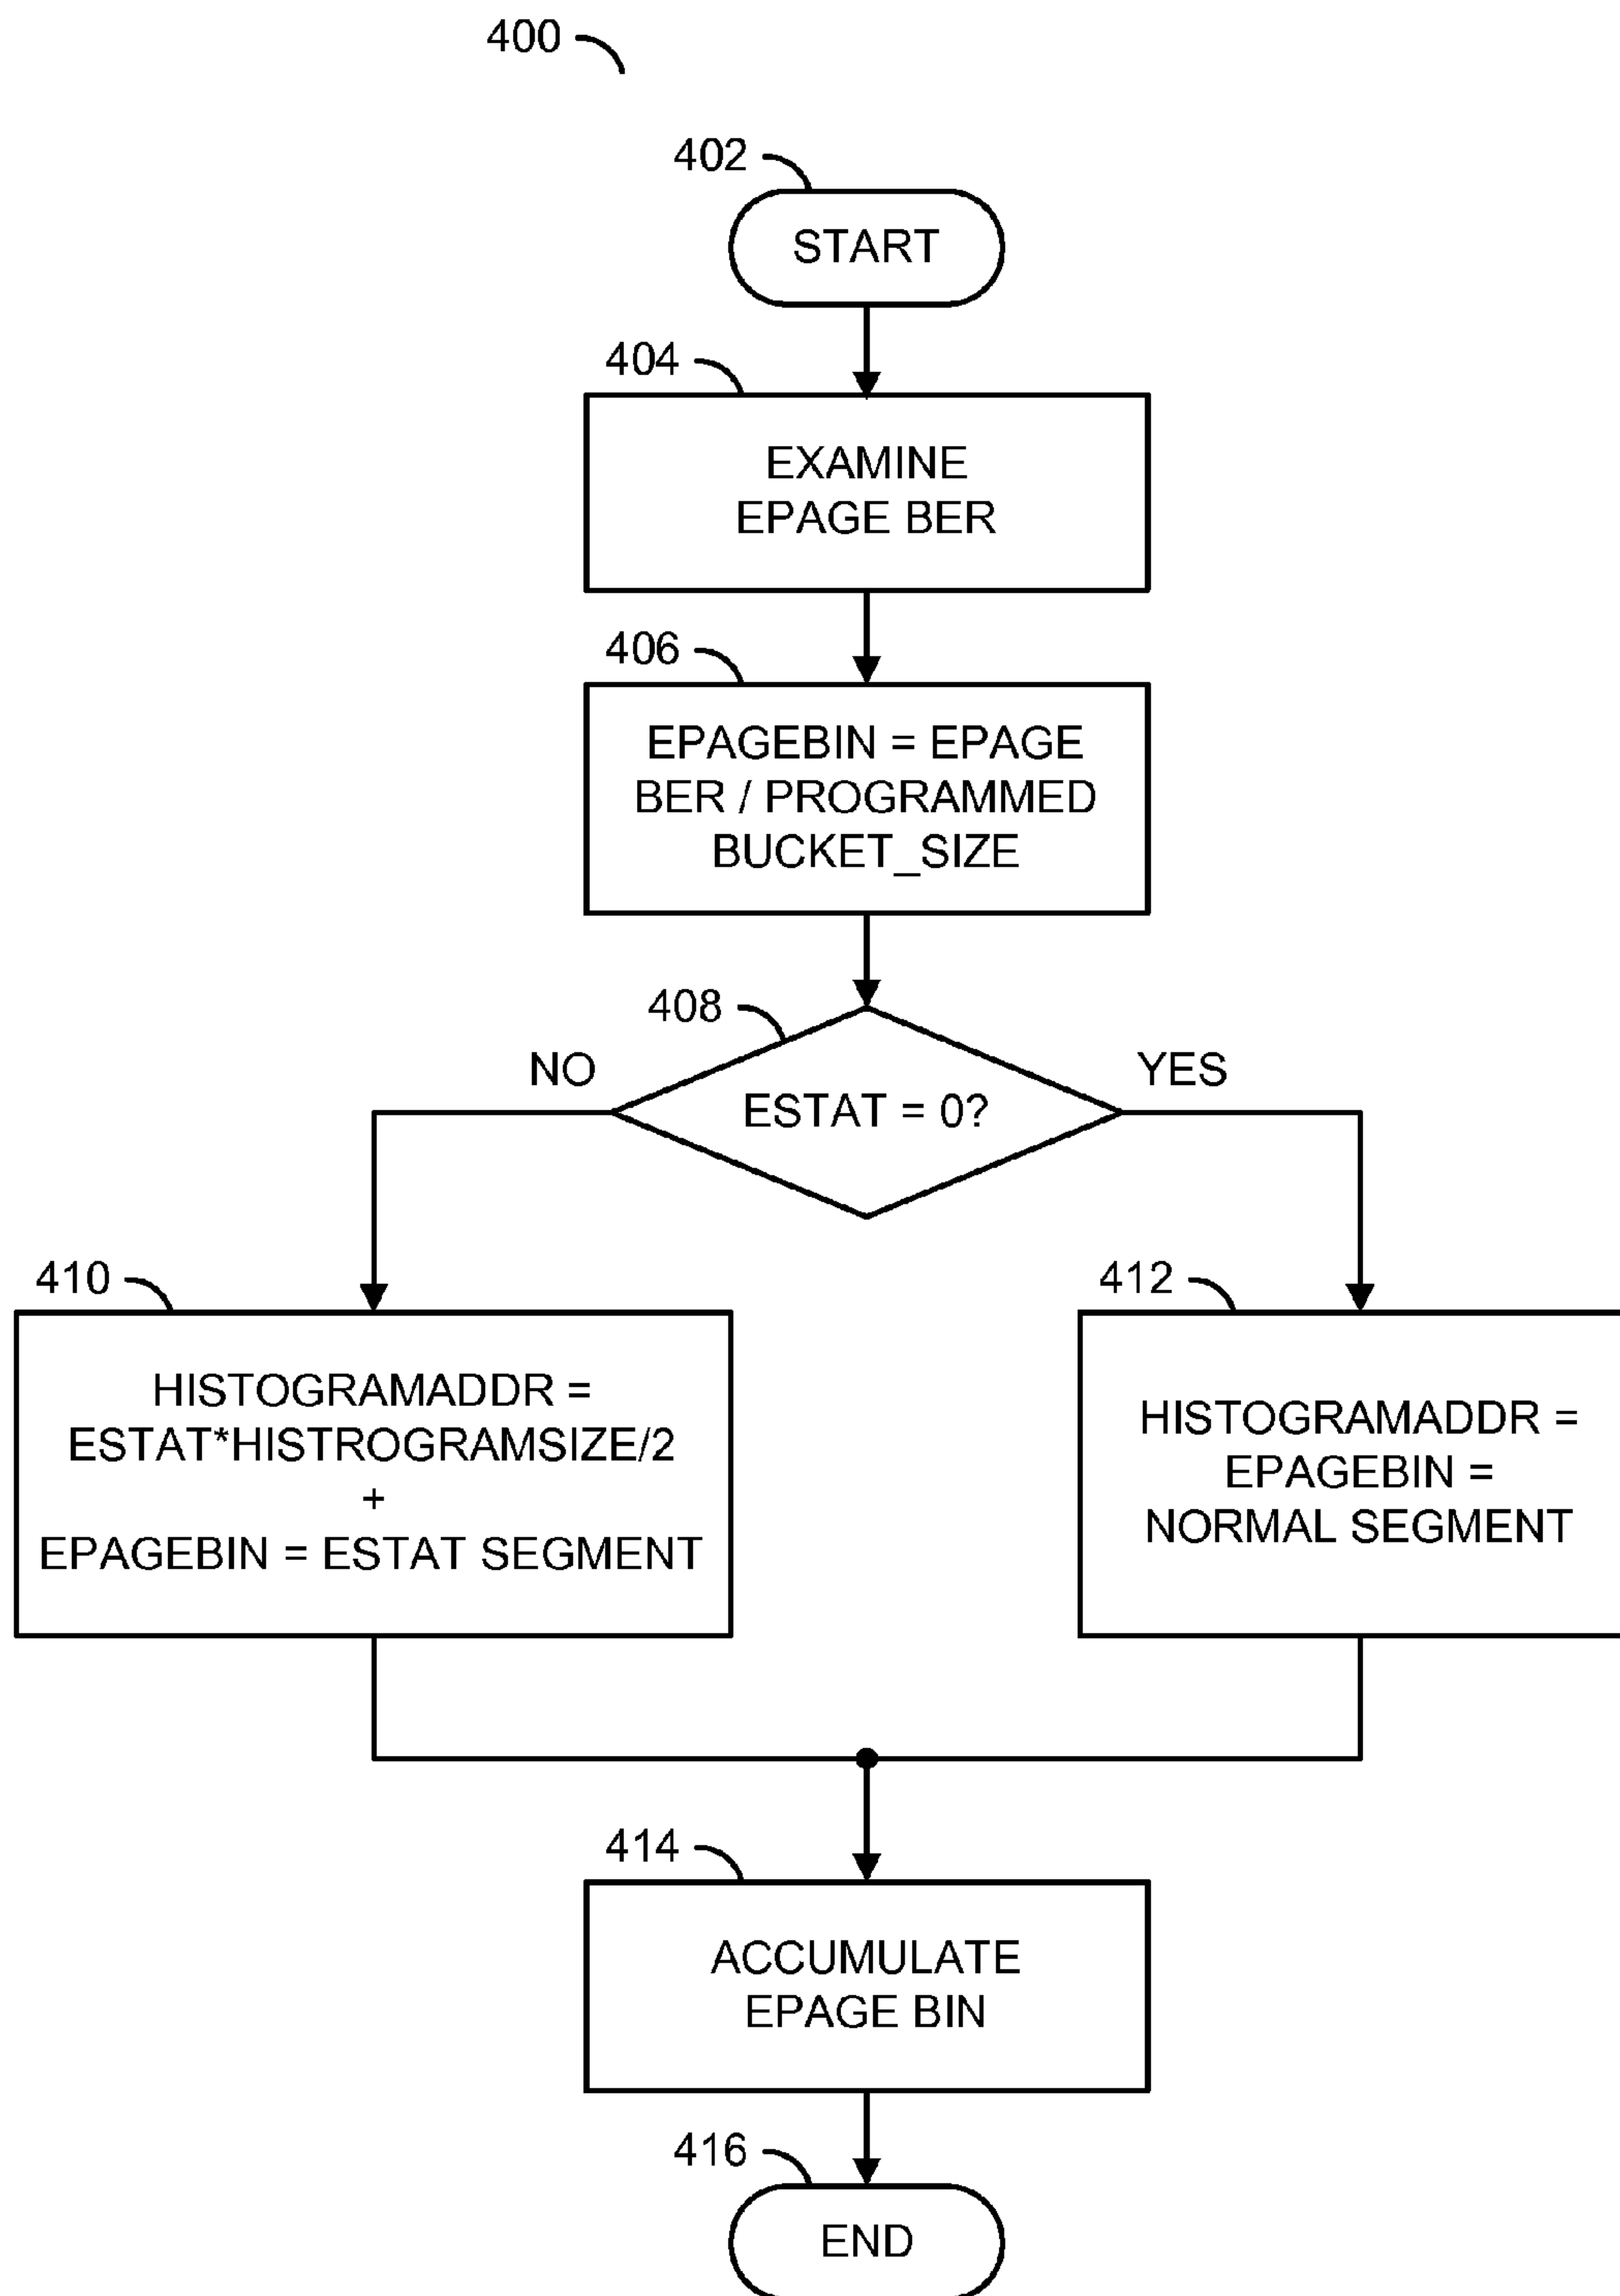 400
402
START
404
EXAMINE
EPAGE BER
406
EPAGEBIN = EPAGE
BER / PROGRAMMED
BUCKET_SIZE
408
NO
YES
ESTAT = 0?
410
HISTOGRAMADDR =
ESTAT*HISTROGRAMSIZE/2
+
EPAGEBIN = ESTAT SEGMENT
412
HISTOGRAMADDR =
EPAGEBIN =
NORMAL SEGMENT
414
ACCUMULATE
EPAGE BIN
416
END